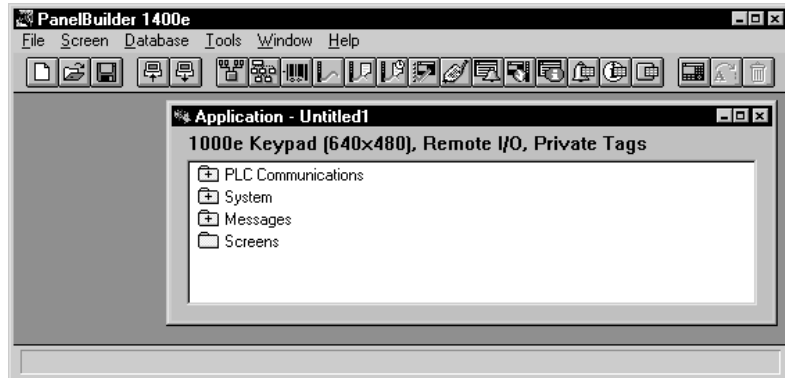 PanelBuilder 1400e
File Screen Database Tools Window Help
Application - Untitled1
1000e Keypad (640x480), Remote I/O, Private Tags
PLC Communications
System
Messages
Screens